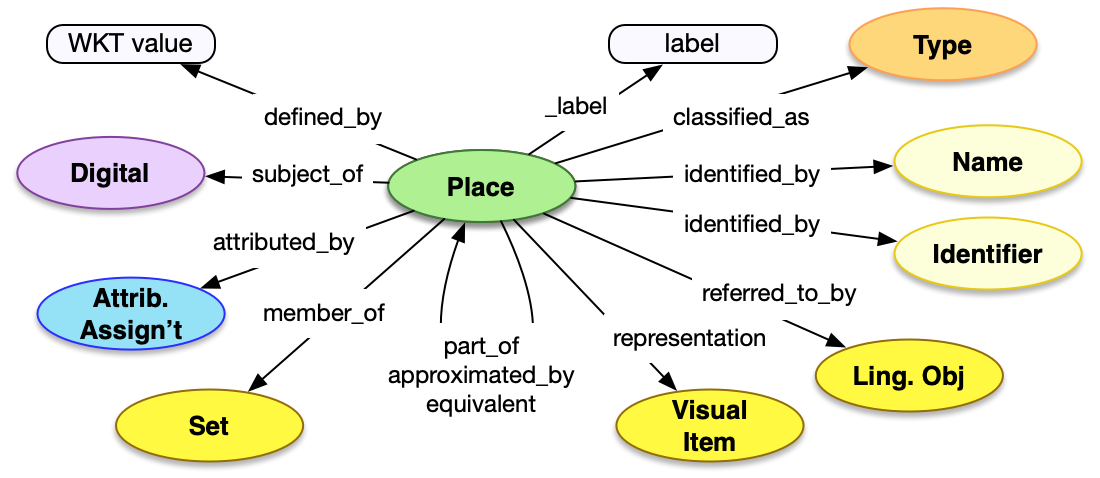 WKT value
label
Type
_label
defined_by
classified_as
Digital
subject_of
Place
identified_by
Name
identified_by
Identifier
attributed_by
Attrib.
Assign't
member_of
part_of
approximated_by
equivalent
representation
referred_to_by
Ling. Obj
Set
Visual
Item